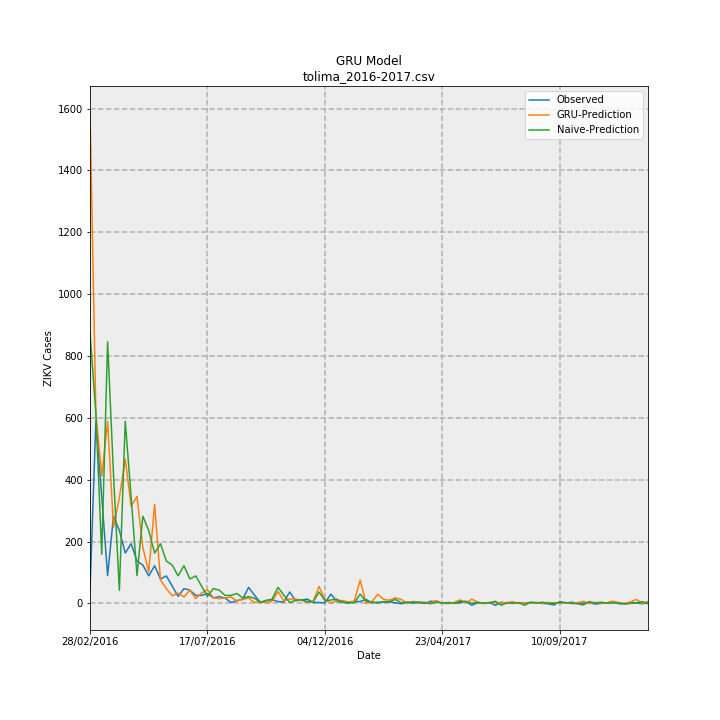 GRU Model
tolima_2016-2017.csv
Observed
GRU-Prediction
Naive-Prediction
1600
1400
1200
1000
800
600
400
200
0
ZIKV Cases
28/02/2016
17/07/2016
04/12/2016
23/04/2017
10/09/2017
Date